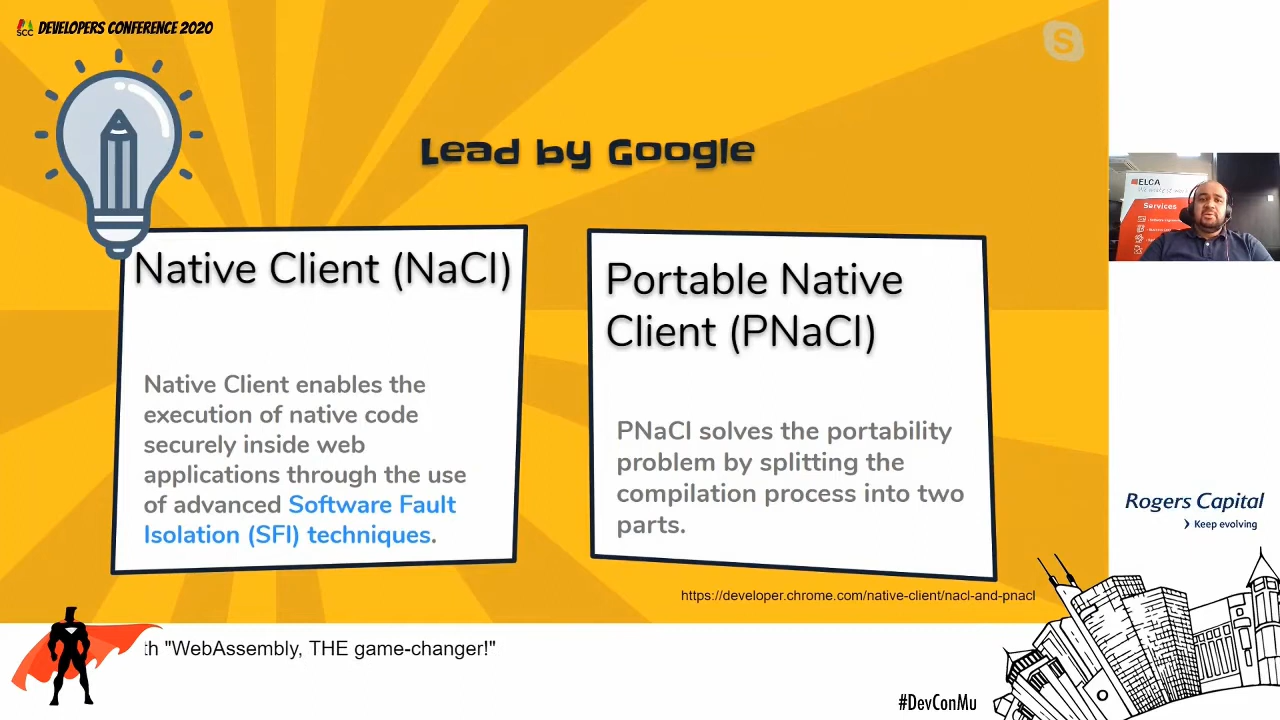 SCC DEVELOPERS CONFERENCE 2020
S
Lead by Google
Native Client (NaCl)
Native Client enables the
execution of native code
securely inside web
applications through the use
of advanced Software Fault
Isolation (SFI) techniques.
Portable Native
Client (PNaCl)
PNaCl solves the portability
problem by splitting the
compilation process into two
parts.
https://developer.chrome.com/native-client/nacl-and-pnacl
ELCA
Services
Rogers Capital
Keep evolving
th "WebAssembly, THE game-changer!"
#DevConMu